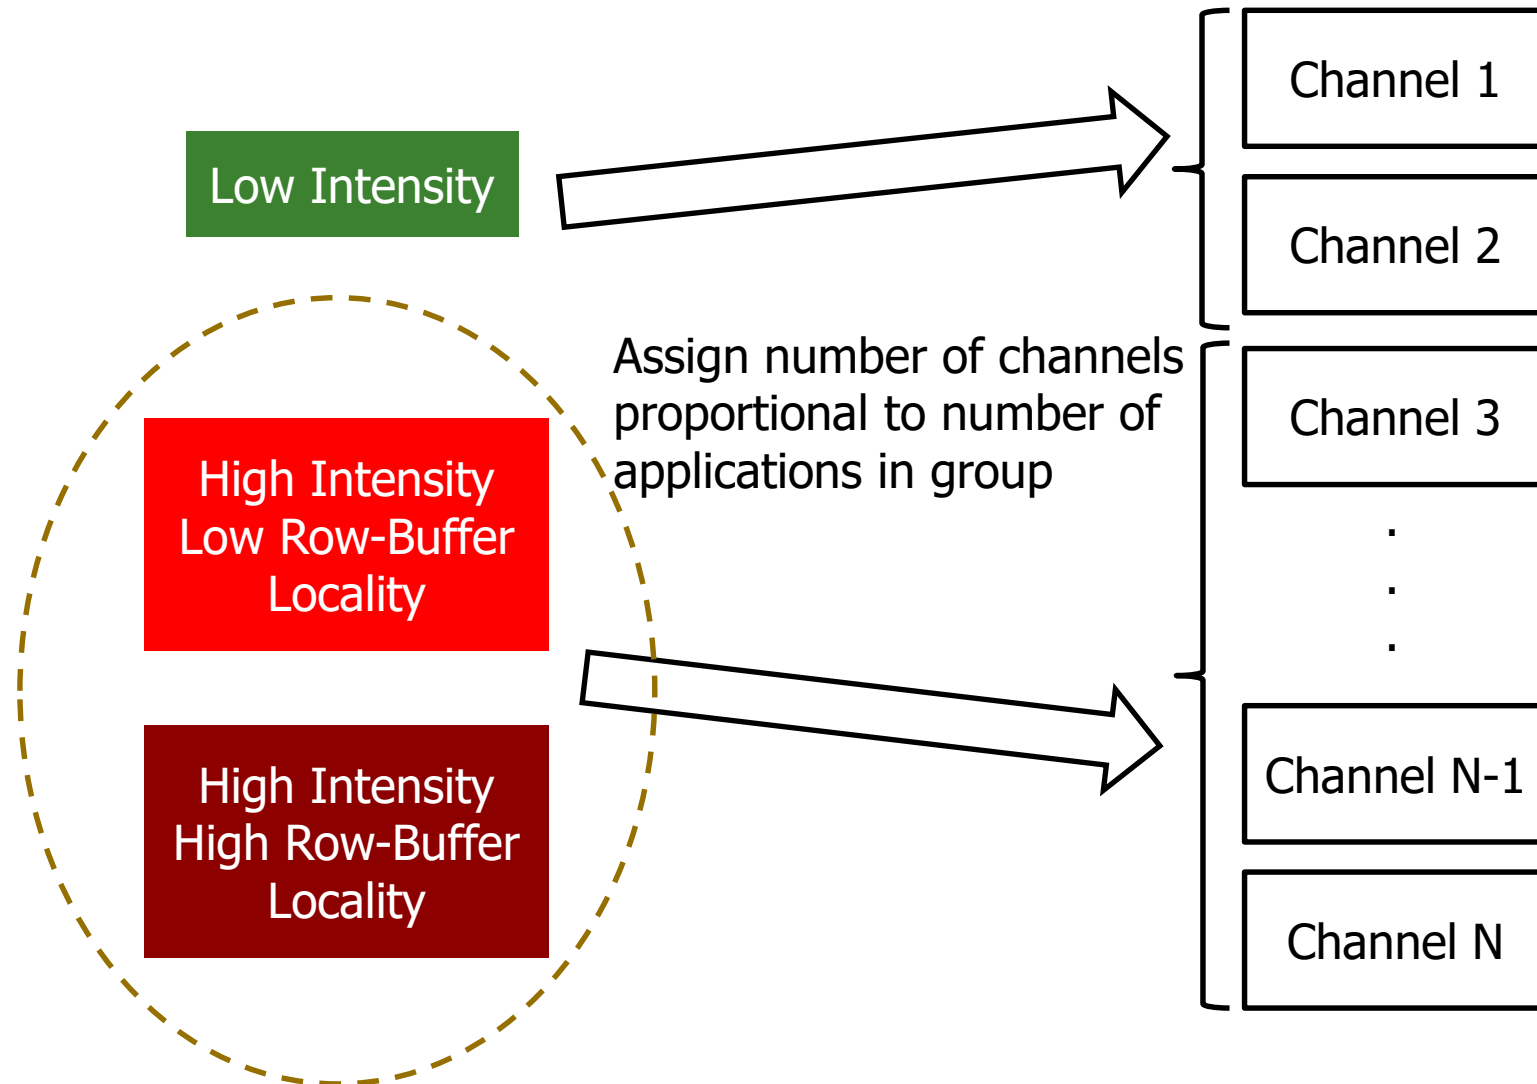 Low Intensity
High Intensity
Low Row-Buffer
Locality
High Intensity
High Row-Buffer
Locality
Assign number of channels
proportional to number of
applications in group
Channel 1
Channel 2
Channel 3
.
.
.
Channel N-1
Channel N